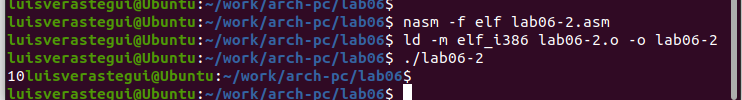 luisverastegui@Ubuntu:~/work/arch-pc/lab06$
luisverastegui@Ubuntu:~/work/arch-pc/lab06$ nasm -f elf lab06-2.asm
luisverastegui@Ubuntu:~/work/arch-pc/lab06$ ld -m elf_i386 lab06-2.o -o lab06-2
luisverastegui@Ubuntu:~/work/arch-pc/lab06$ ./lab06-2
10luisverastegui@Ubuntu:~/work/arch-pc/lab06$
luisverastegui@Ubuntu:~/work/arch-pc/lab06$